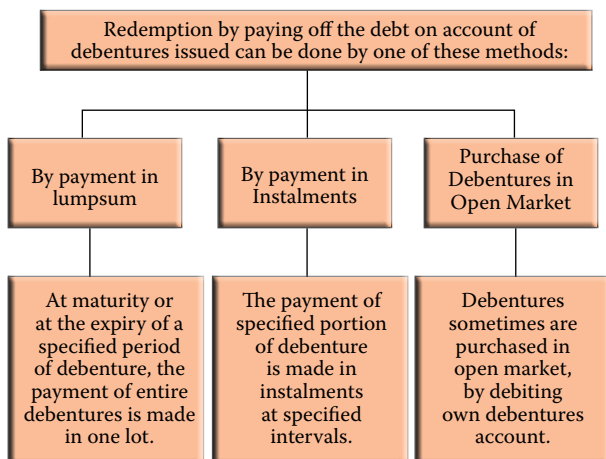 Redemption by paying off the debt on account of
debentures issued can be done by one of these methods:
By payment in
lumpsum
By payment in
Instalments
Purchase of
Debentures in
Open Market
At maturity or
at the expiry of a
specified period
of debenture, the
payment of entire
debentures is made
in one lot.
The payment of
specified portion
of debenture
is made in
instalments
at specified
intervals.
Debentures
sometimes are
purchased in
open market,
by debiting
own debentures
account.